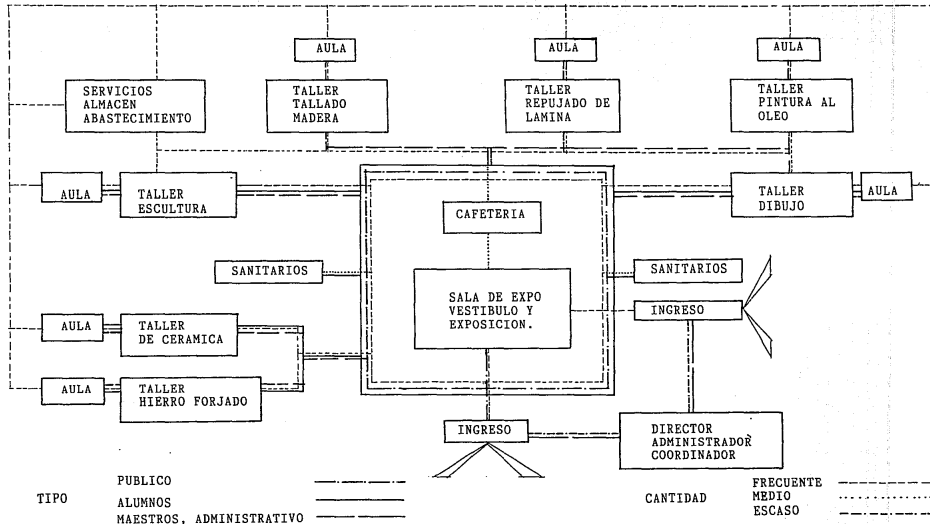 AULA
AULA
AULA
SERVICIOS
ALMACEN
ABASTECIMIENTO
TALLER
TALLADO
MADERA
TALLER
REPUJADO DE
LAMINA
TALLER
PINTURA AL
OLEO
AULA
TALLER
ESCULTURA
TALLER
DIBUJO
AULA
CAFETERIA
SANITARIOS
SANITARIOS
SALA DE EXPO
VESTIBULO Y
EXPOSICION.
INGRESO
AULA
TALLER
DE CERAMICA
AULA
TALLER
HIERRO FORJADO
INGRESO
DIRECTOR
ADMINISTRADOR
COORDINADOR
TIPO
PUBLICO
ALUMNOS
MAESTROS, ADMINISTRATIVO
CANTIDAD
FRECUENTE
MEDIO
ESCASO